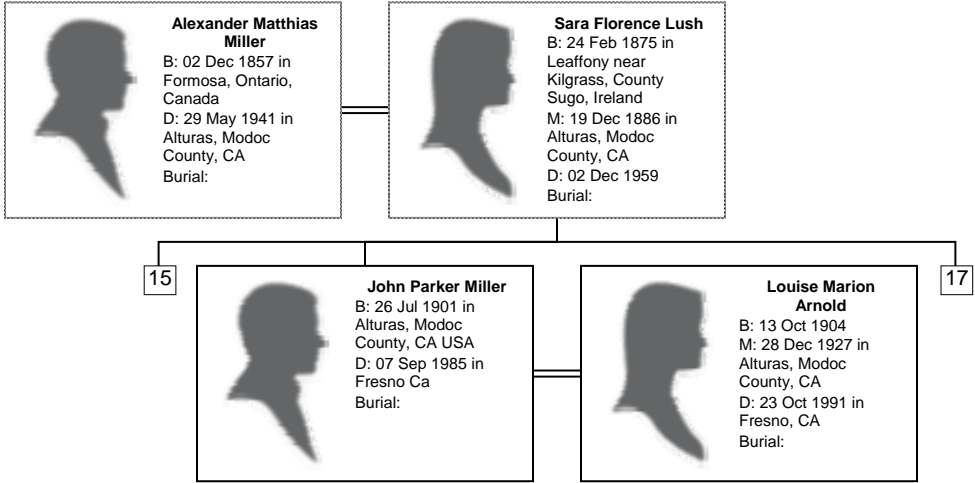 Alexander Matthias
Miller
B: 02 Dec 1857 in
Formosa, Ontario,
Canada
D: 29 May 1941 in
Alturas, Modoc
County, CA
Burial:
Sara Florence Lush
B: 24 Feb 1875 in
Leaffony near
Kilgrass, County
Sugo, Ireland
M: 19 Dec 1886 in
Alturas, Modoc
County, CA
D: 02 Dec 1959
Burial:
15
John Parker Miller
B: 26 Jul 1901 in
Alturas, Modoc
County, CA USA
D: 07 Sep 1985 in
Fresno Ca
Burial:
Louise Marion
Arnold
B: 13 Oct 1904
M: 28 Dec 1927 in
Alturas, Modoc
County, CA
D: 23 Oct 1991 in
Fresno, CA
Burial:
17